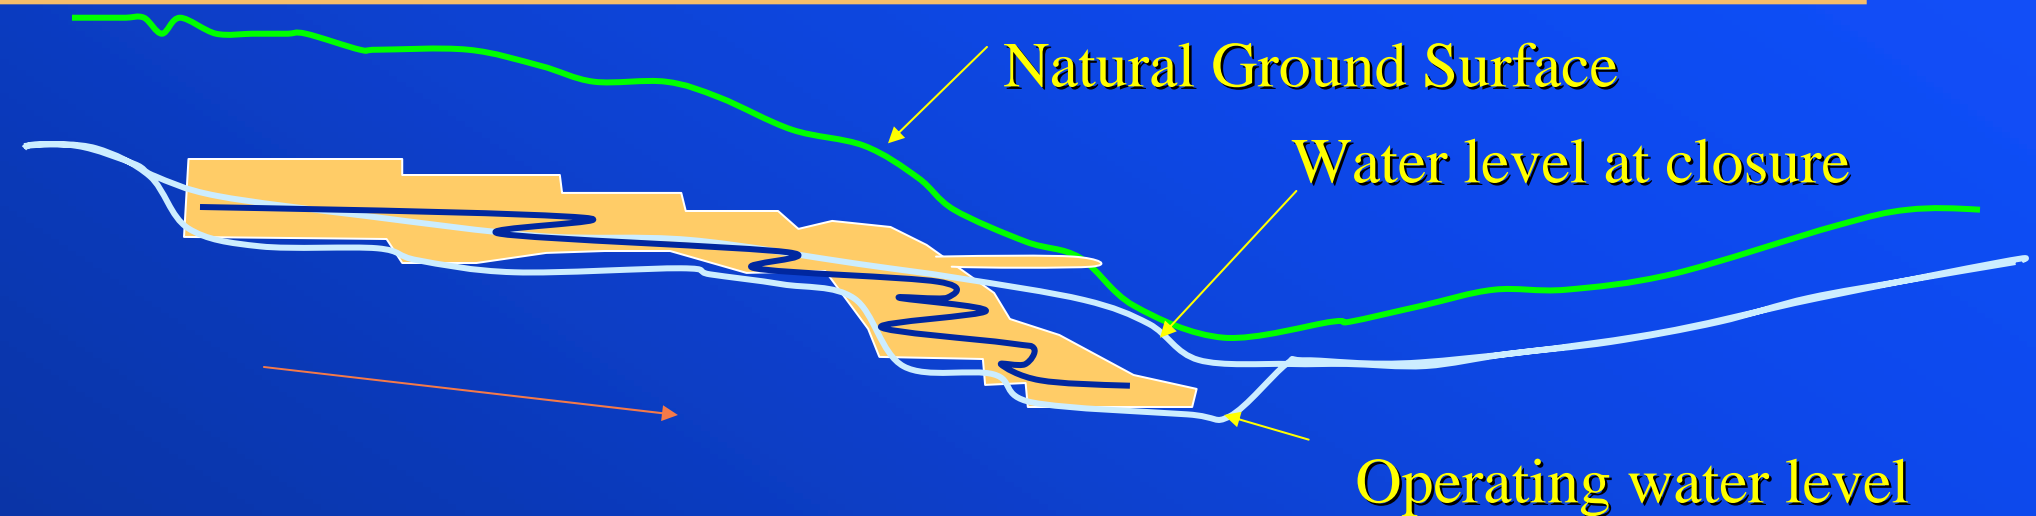 Natural Ground Surface
Water level at closure
Operating water level